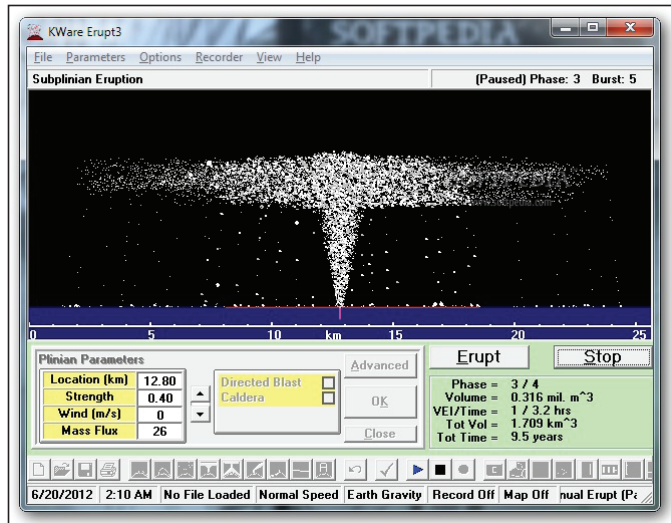 KWare Erupt3
SOFTPEDIA
File Parameters Options Recorder View Help
Subplinian Eruption (Paused) Phase: 3 Burst: 5
0 5 10 km 15 20 25
Plinian Parameters
Location (km) 12.80
Strength 0.40
Wind (m/s) 0
Mass Flux 26
Directed Blast
Caldera
Advanced
OK
Close
Erupt Stop
Phase = 3 / 4
Volume = 0.316 mil. m^3
VEI/Time = 1 / 3.2 hrs
Tot Vol = 1.709 km^3
Tot Time = 9.5 years
6/20/2012 2:10 AM No File Loaded Normal Speed Earth Gravity Record Off Map Off nual Erupt (Pa